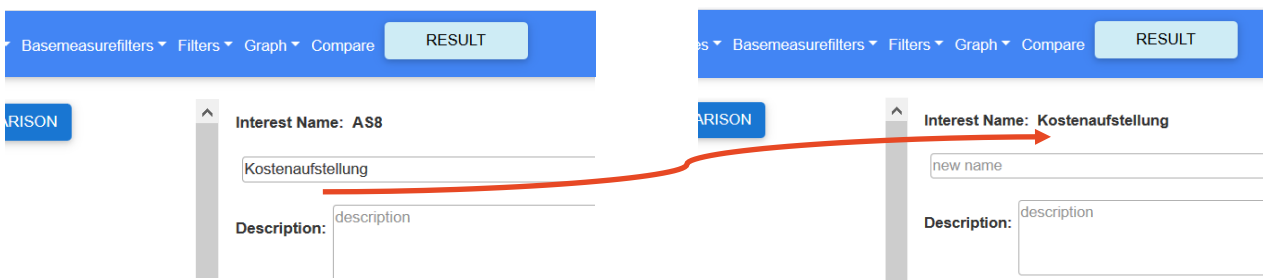 Basemeasurefilters Filters Graph Compare RESULT
ARISON
Interest Name: AS8
Kostenaufstellung
Description: description
es Basemeasurefilters Filters Graph Compare RESULT
ARISON
Interest Name: Kostenaufstellung
new name
Description: description